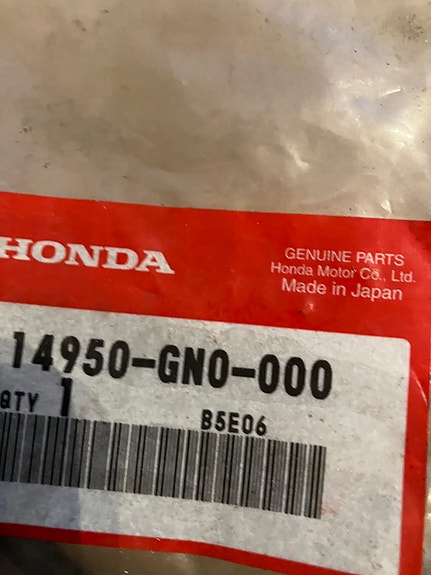 HONDA
GENUINE PARTS
Honda Motor Co., Ltd.
Made in Japan
14950-GN0-000
QTY 1
B5E06